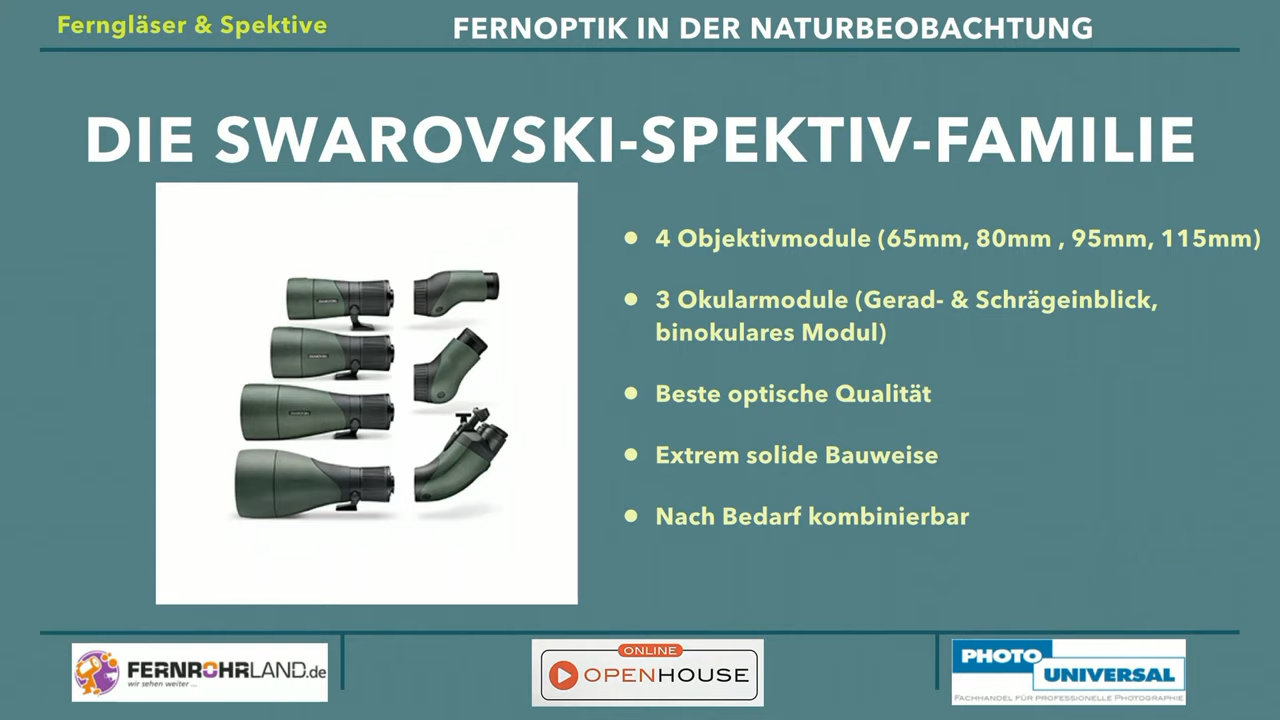 Ferngläser & Spektive
FERNOPTIK IN DER NATURBEOBACHTUNG
DIE SWAROVSKI-SPEKTIV-FAMILIE
● 4 Objektivmodule (65mm, 80mm , 95mm, 115mm)
● 3 Okularmodule (Gerad- & Schrägeinblick,
binokulares Modul)
● Beste optische Qualität
● Extrem solide Bauweise
● Nach Bedarf kombinierbar
FERNROHRLAND.de
wir sehen weiter ...
ONLINE
OPENHOUSE
PHOTO
UNIVERSAL
FACHHANDEL FÜR PROFESSIONELLE PHOTOGRAPHIE